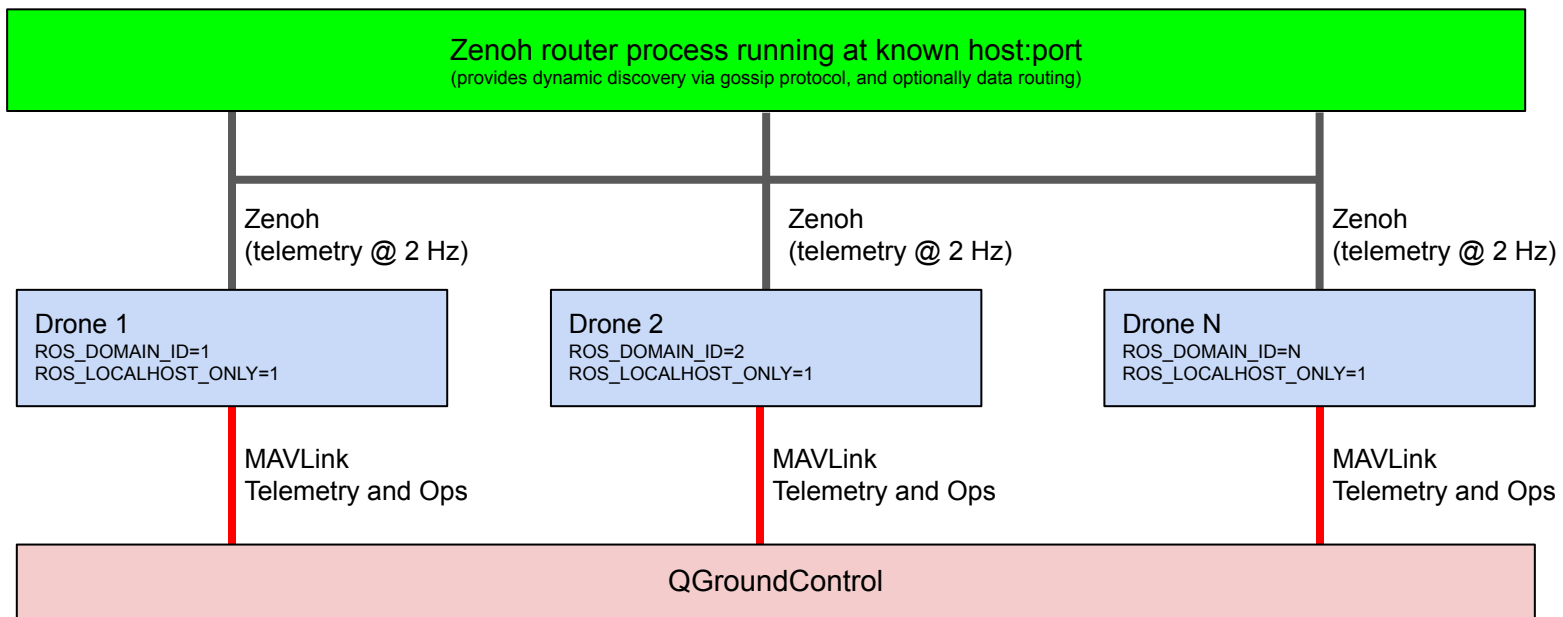 Zenoh router process running at known host:port
(provides dynamic discovery via gossip protocol, and optionally data routing)
Zenoh
(telemetry @ 2 Hz)
Zenoh
(telemetry @ 2 Hz)
Zenoh
(telemetry @ 2 Hz)
Drone 1
ROS_DOMAIN_ID=1
ROS_LOCALHOST_ONLY=1
Drone 2
ROS_DOMAIN_ID=2
ROS_LOCALHOST_ONLY=1
Drone N
ROS_DOMAIN_ID=N
ROS_LOCALHOST_ONLY=1
MAVLink
Telemetry and Ops
MAVLink
Telemetry and Ops
MAVLink
Telemetry and Ops
QGroundControl